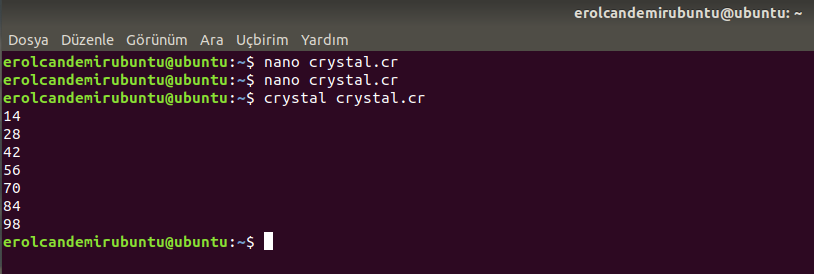 erolcandemirubuntu@ubuntu: ~
Dosya Düzenle Görünüm Ara Uçbirim Yardım
erolcandemirubuntu@ubuntu:~$ nano crystal.cr
erolcandemirubuntu@ubuntu:~$ nano crystal.cr
erolcandemirubuntu@ubuntu:~$ crystal crystal.cr
14
28
42
56
70
84
98
erolcandemirubuntu@ubuntu:~$